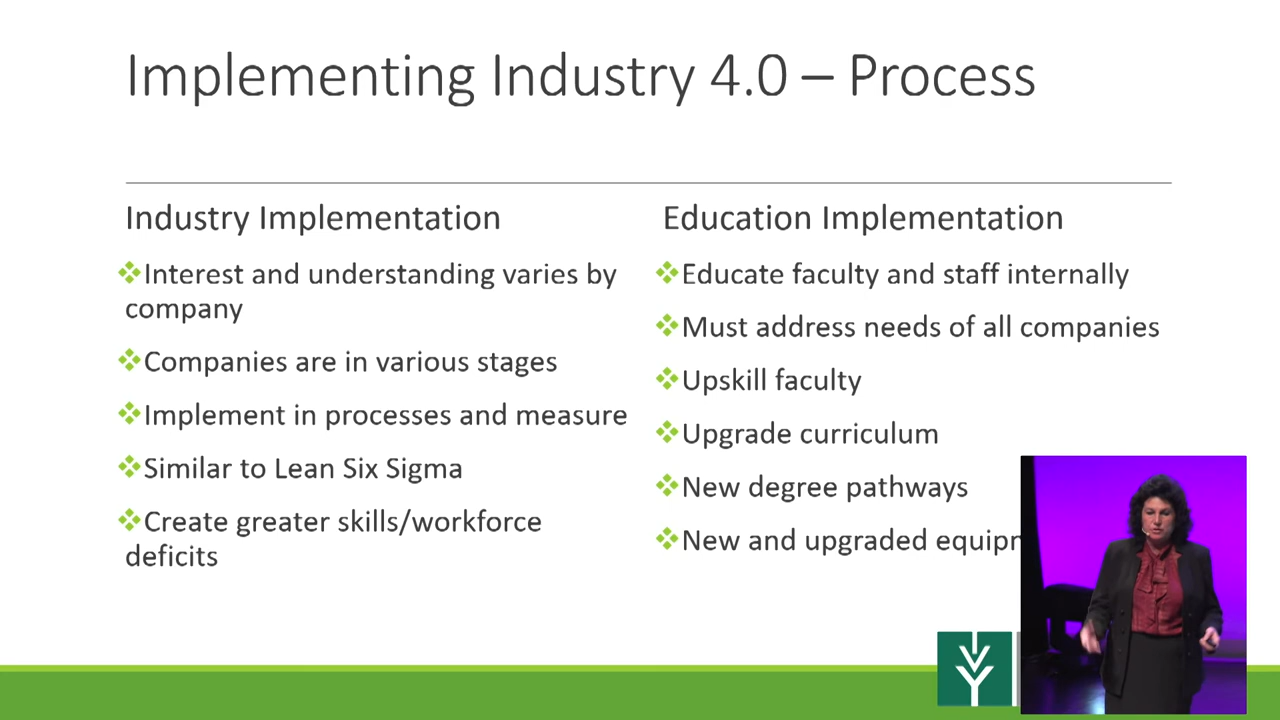 Implementing Industry 4.0 – Process
Industry Implementation
❖Interest and understanding varies by
company
❖Companies are in various stages
❖Implement in processes and measure
❖Similar to Lean Six Sigma
❖Create greater skills/workforce
deficits
Education Implementation
❖Educate faculty and staff internally
❖Must address needs of all companies
❖Upskill faculty
❖Upgrade curriculum
❖New degree pathways
❖New and upgraded